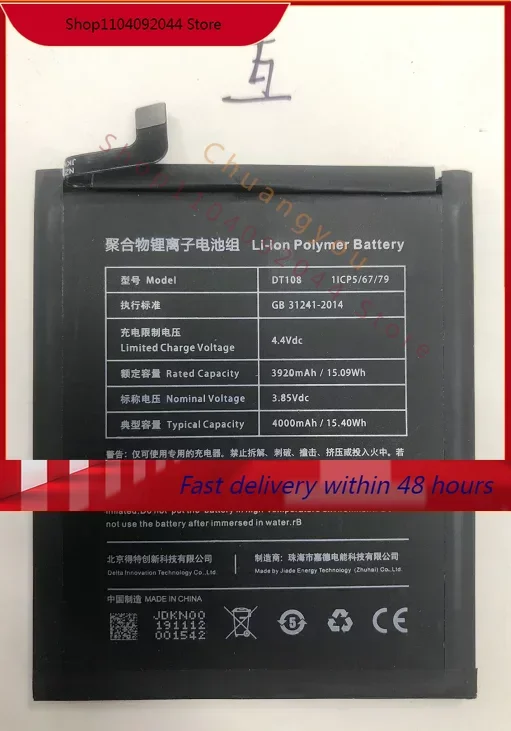 Shop1104092044 Store
互
Chuangyou
Shop1104092044 Store
聚合物锂离子电池组 Li-ion Polymer Battery
型号 Model DT108 1ICP5/67/79
执行标准 GB 31241-2014
充电限制电压
Limited Charge Voltage 4.4Vdc
额定容量 Rated Capacity 3920mAh / 15.09Wh
标称电压 Nominal Voltage 3.85Vdc
典型容量 Typical Capacity 4000mAh / 15.40Wh
警告：仅可使用专用的充电器。禁止拆解、刺破、撞击、挤压或投入火中。若
Fast delivery within 48 hours
not use the battery after immersed in water.rB
北京得特创新科技有限公司
Delta Innovation Technology Co., Ltd.
制造商：珠海市嘉德电能科技有限公司
Made by Jiade Energy Technology (Zhuhai) Co., Ltd.
中国制造 MADE IN CHINA
JDKN00
191112
001542
5
CE